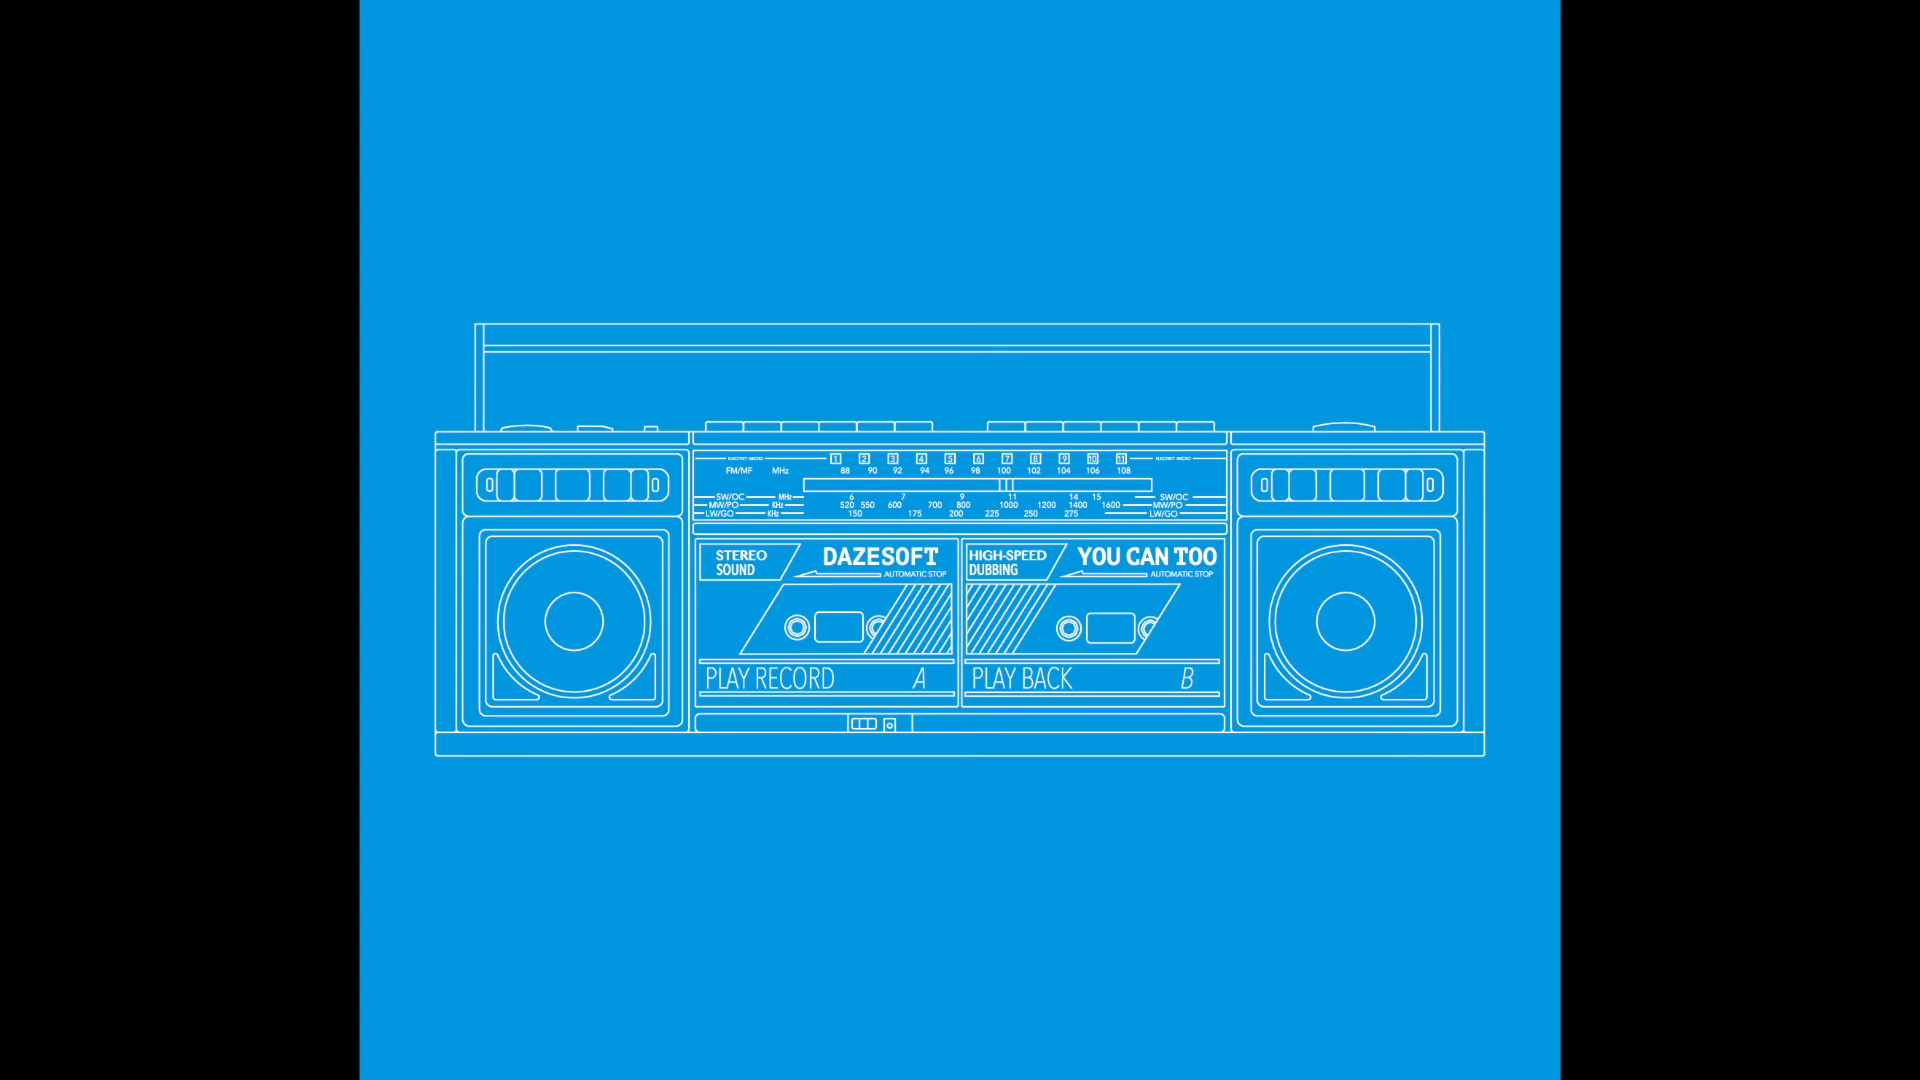 ELECTRET-MICRO 1 2 3 4 5 6 7 8 9 10 11 ELECTRET-MICRO
FM/MF MHz 88 90 92 94 96 98 100 102 104 106 108
SW/OC MHz 6 7 9 11 14 15 SW/OC
MW/PO KHz 520 550 600 700 800 1000 1200 1400 1600 MW/PO
LW/GO KHz 150 175 200 225 250 275 LW/GO
STEREO
SOUND
DAZESOFT
AUTOMATIC STOP
HIGH-SPEED
DUBBING
YOU CAN TOO
AUTOMATIC STOP
PLAY RECORD A
PLAY BACK B